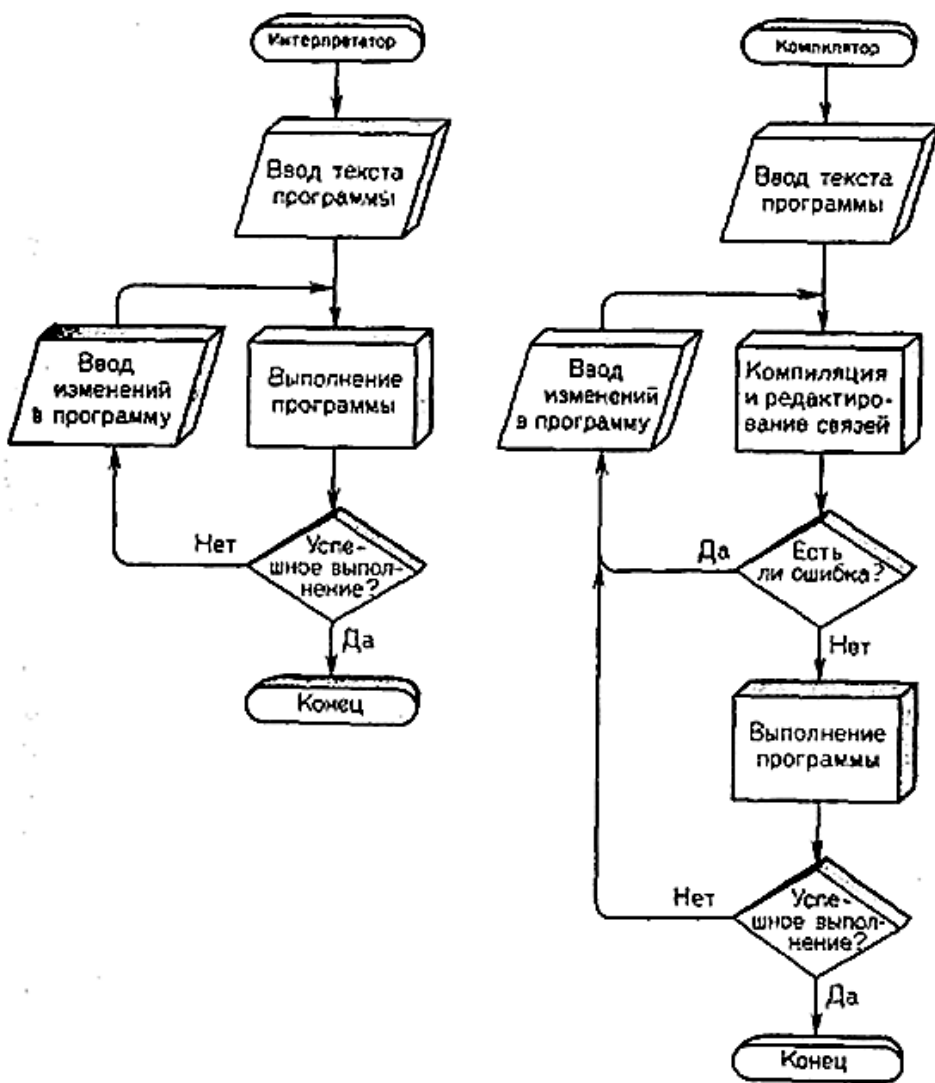 Интерпретатор
Ввод текста
программы
Ввод
изменений
в программу
Выполнение
программы
Нет
Успе-
шное выпол-
нение?
Да
Конец
Компилятор
Ввод текста
программы
Ввод
изменений
в программу
Компиляция
и редактиро-
вание связей
Да
Есть
ли ошибка?
Нет
Выполнение
программы
Нет
Успе-
шное выпол-
нение?
Да
Конец